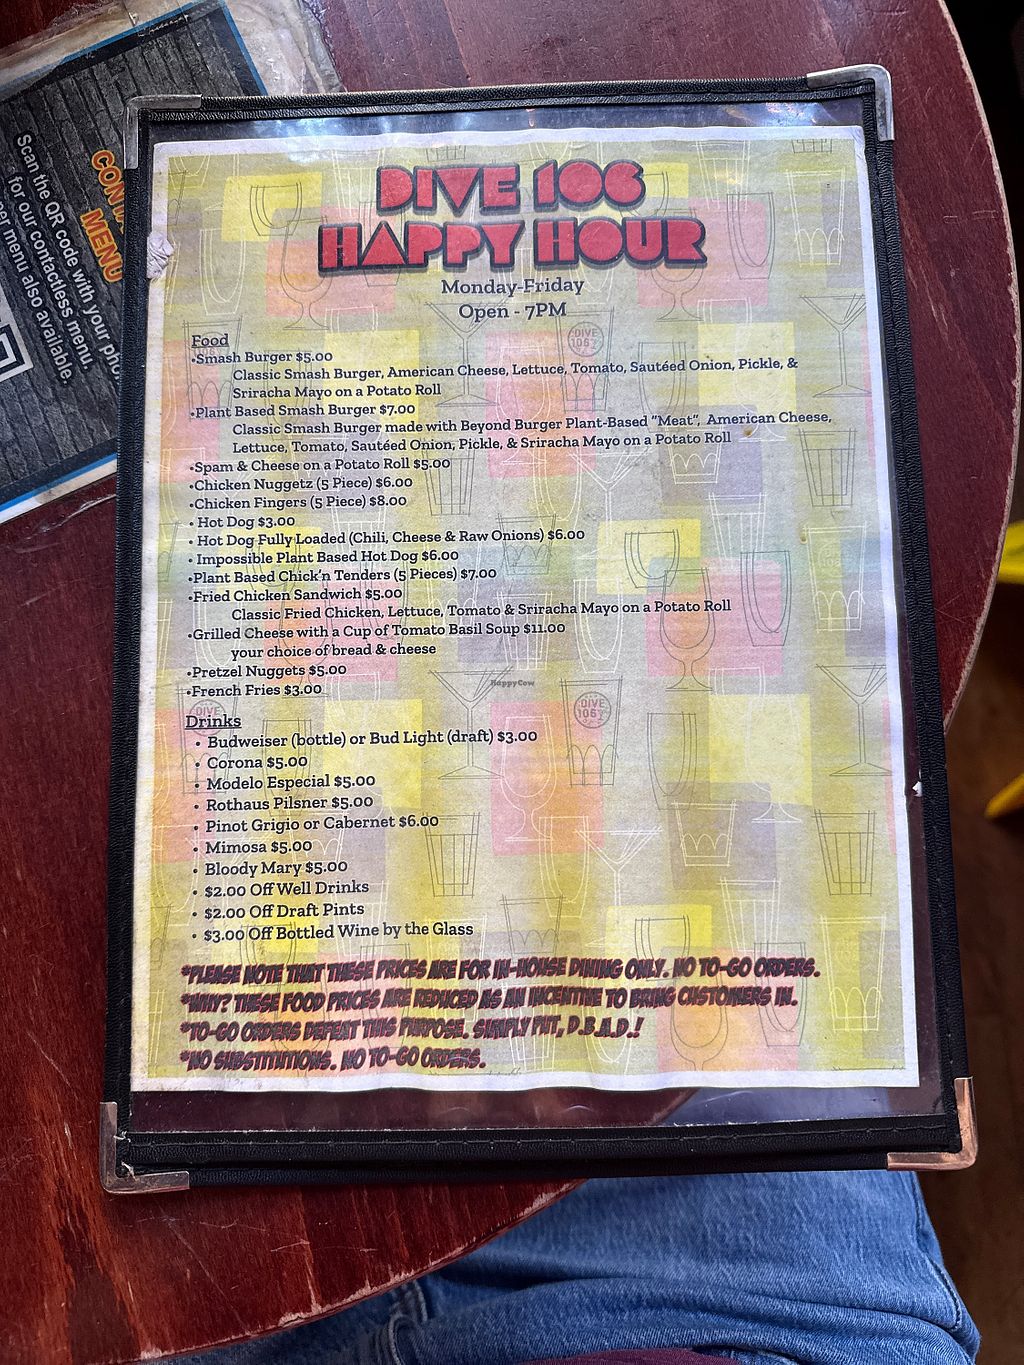 CON
MENU
Scan the QR code with your pho
for our contactless menu.
er menu also available.
DIVE 106
HAPPY HOUR
Monday-Friday
Open - 7PM
Food
•Smash Burger $5.00
Classic Smash Burger, American Cheese, Lettuce, Tomato, Sautéed Onion, Pickle, &
Sriracha Mayo on a Potato Roll
•Plant Based Smash Burger $7.00
Classic Smash Burger made with Beyond Burger Plant-Based "Meat", American Cheese,
Lettuce, Tomato, Sautéed Onion, Pickle, & Sriracha Mayo on a Potato Roll
•Spam & Cheese on a Potato Roll $5.00
•Chicken Nuggetz (5 Piece) $6.00
•Chicken Fingers (5 Piece) $8.00
• Hot Dog $3.00
• Hot Dog Fully Loaded (Chili, Cheese & Raw Onions) $6.00
• Impossible Plant Based Hot Dog $6.00
•Plant Based Chick'n Tenders (5 Pieces) $7.00
•Fried Chicken Sandwich $5.00
Classic Fried Chicken, Lettuce, Tomato & Sriracha Mayo on a Potato Roll
•Grilled Cheese with a Cup of Tomato Basil Soup $11.00
your choice of bread & cheese
•Pretzel Nuggets $5.00
•French Fries $3.00
HappyCow
Drinks
• Budweiser (bottle) or Bud Light (draft) $3.00
• Corona $5.00
• Modelo Especial $5.00
• Rothaus Pilsner $5.00
• Pinot Grigio or Cabernet $6.00
• Mimosa $5.00
• Bloody Mary $5.00
• $2.00 Off Well Drinks
• $2.00 Off Draft Pints
• $3.00 Off Bottled Wine by the Glass
*PLEASE NOTE THAT THESE PRICES ARE FOR IN-HOUSE DINING ONLY. NO TO-GO ORDERS.
*WHY? THESE FOOD PRICES ARE REDUCED AS AN INCENTIVE TO BRING CUSTOMERS IN.
*TO-GO ORDERS DEFEAT THIS PURPOSE. SIMPLY PUT, D.B.A.D.!
*NO SUBSTITUTIONS. NO TO-GO ORDERS.
DIVE
106
DIVE
106
DIVE